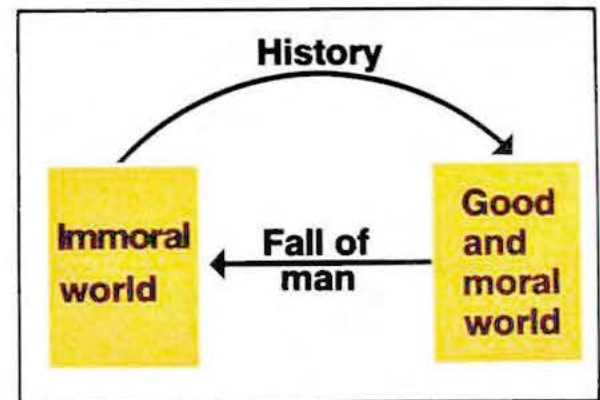 History
Immoral
world
Fall of
man
Good
and
moral
world